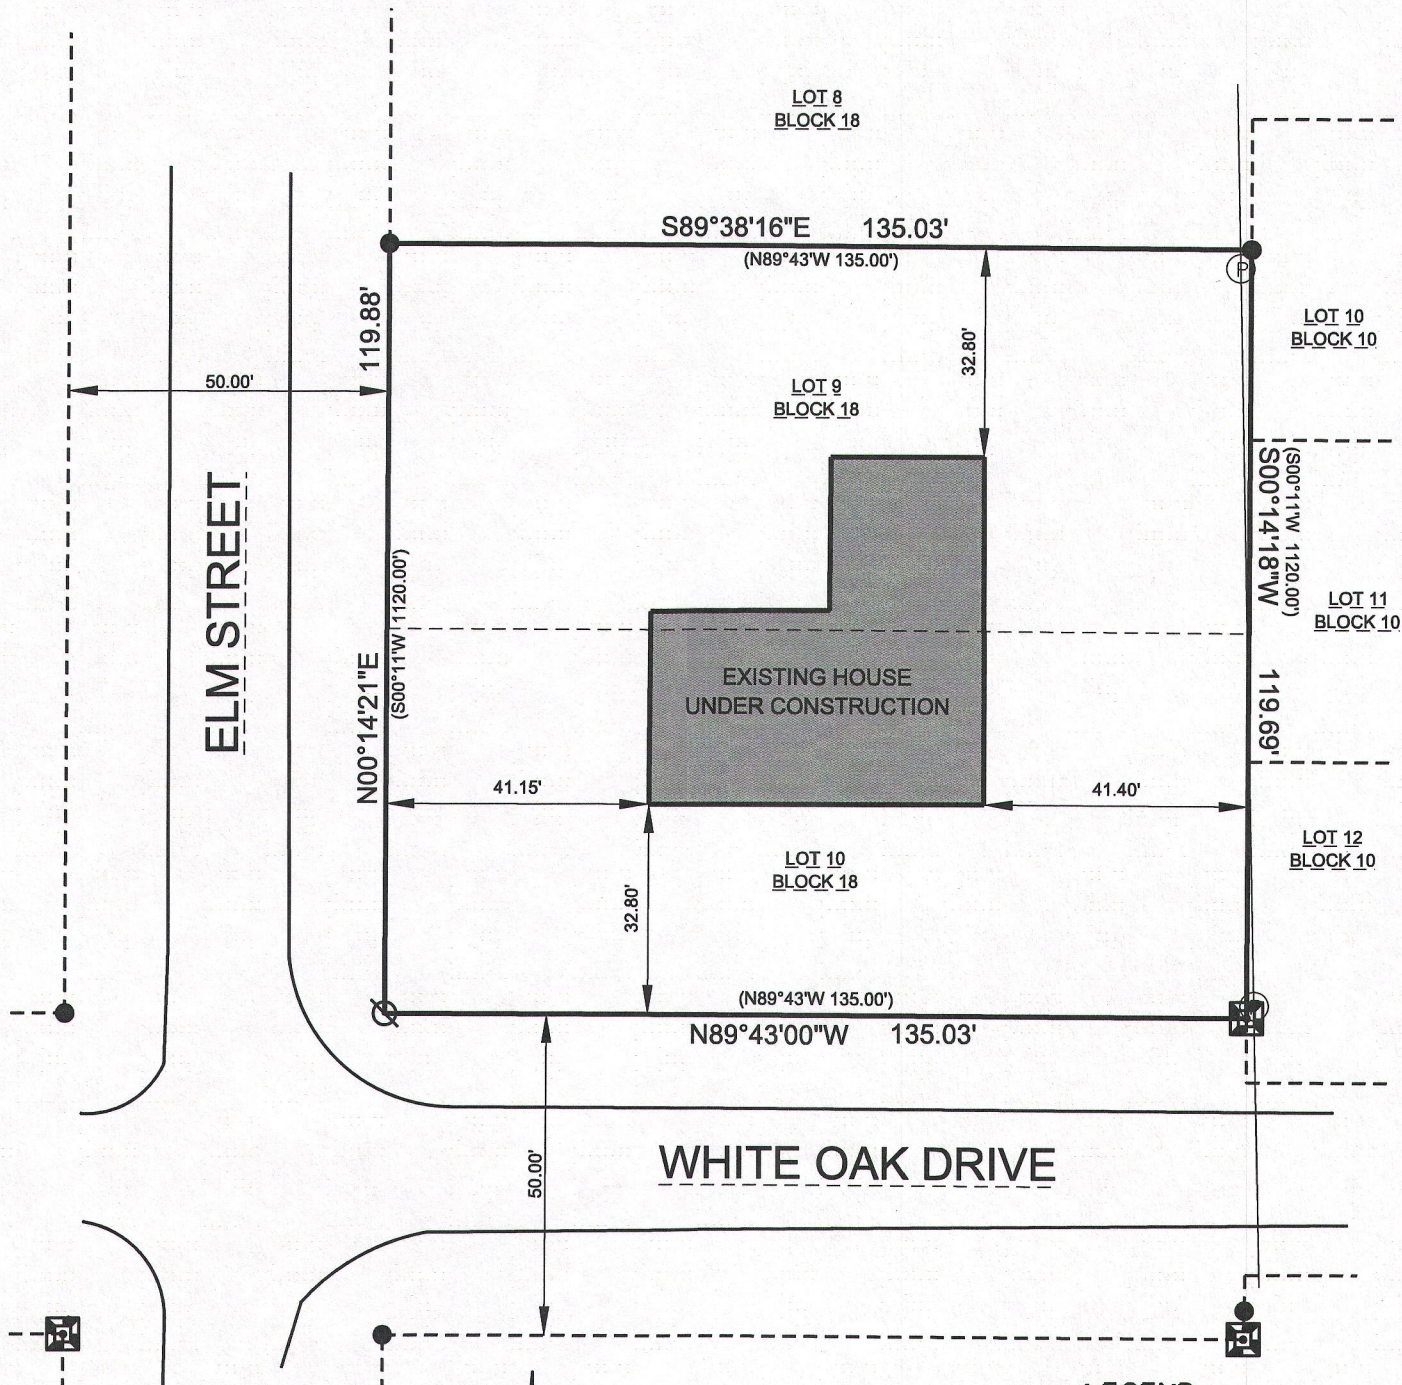 LOT 8
BLOCK 18
S89°38'16"E 135.03'
(N89°43'W 135.00')
P
119.88'
50.00'
32.80'
LOT 10
BLOCK 10
LOT 9
BLOCK 18
ELM STREET
N00°14'21"E
(S00°11'W 1120.00')
(S00°11'W 1120.00')
S00°14'18"W 119.69'
LOT 11
BLOCK 10
EXISTING HOUSE
UNDER CONSTRUCTION
41.15'
41.40'
LOT 10
BLOCK 18
LOT 12
BLOCK 10
32.80'
(N89°43'W 135.00')
N89°43'00"W 135.03'
50.00'
WHITE OAK DRIVE